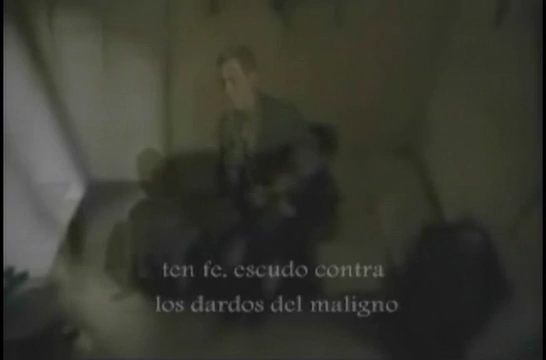 ten fe, escudo contra
los dardos del maligno